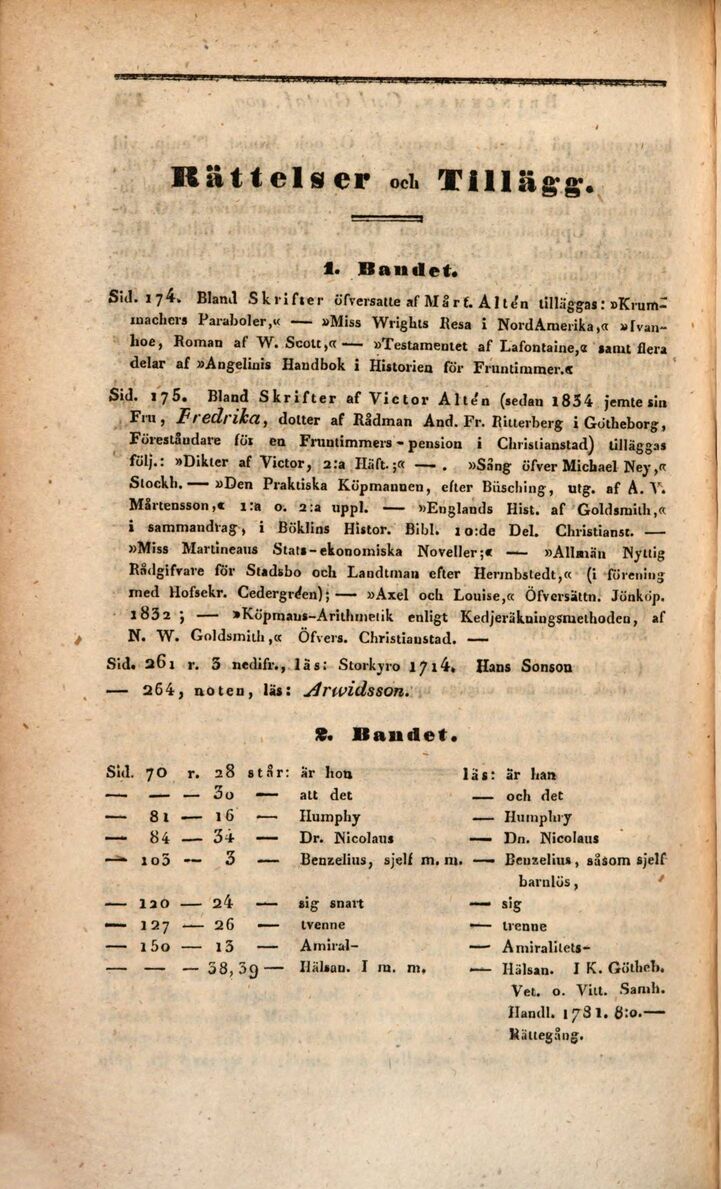 Rättelser och Tillägg.
1. Bandet.
Sid. 174. Bland Skrifter öfversatte af Mårt. Altén tilläggas: »Krum-
machers Paraboler,« — »Miss Wrights Resa i NordAmerika,« »Ivan-
hoe, Roman af W. Scott,« — »Testamentet af Lafontaine,« samt flera
delar af »Angelinis Handbok i Historien för Fruntimmer.«
Sid. 175. Bland Skrifter af Victor Altén (sedan 1834 jemte sin
Fru, Fredrika, dotter af Rådman And. Fr. Ritterberg i Götheborg,
Föreståndare för en Fruntimmers-pension i Christianstad) tilläggas
följ.: »Dikter af Victor, 2:a Häft.;« — . »Sång öfver Michael Ney,«
Stockh. — »Den Praktiska Köpmannen, efter Büsching, utg. af A. V.
Mårtensson,« 1:a o. 2:a uppl. — »Englands Hist. af Goldsmith,«
i sammandrag, i Böklins Histor. Bibl. 10:de Del. Christianst. —
»Miss Martineaus Stats-ekonomiska Noveller;« — »Allmän Nyttig
Rådgifvare för Stadsbo och Landtman efter Hermbstedt,« (i förening
med Hofsekr. Cedergréen); — »Axel och Louise,« Öfversättn. Jönköp.
1832 ; — »Köpmans-Arithmetik enligt Kedjeräkningsmethoden, af
N. W. Goldsmith,« Öfvers. Christianstad. —
Sid. 261 r. 3 nedifr., läs: Storkyro 1714. Hans Sonson
— 264, noten, läs: Arwidsson.
2. Bandet.
Sid. 70 r. 28 står: är hon läs: är han
— — — 30 — att det — och det
— 81 — 16 — Humphy — Humphry
— 84 — 34 — Dr. Nicolaus — Dn. Nicolaus
— 103 — 3 — Benzelius, sjelf m. m. — Benzelius, såsom sjelf
barnlös,
— 120 — 24 — sig snart — sig
— 127 — 26 — tvenne — trenne
— 150 — 13 — Amiral- — Amiralitets-
— — — 38, 39 — Hälsan. I m. m. — Hälsan. I K. Götheb.
Vet. o. Vitt. Samh.
Handl. 1781. 8:o.—
Rättegång.